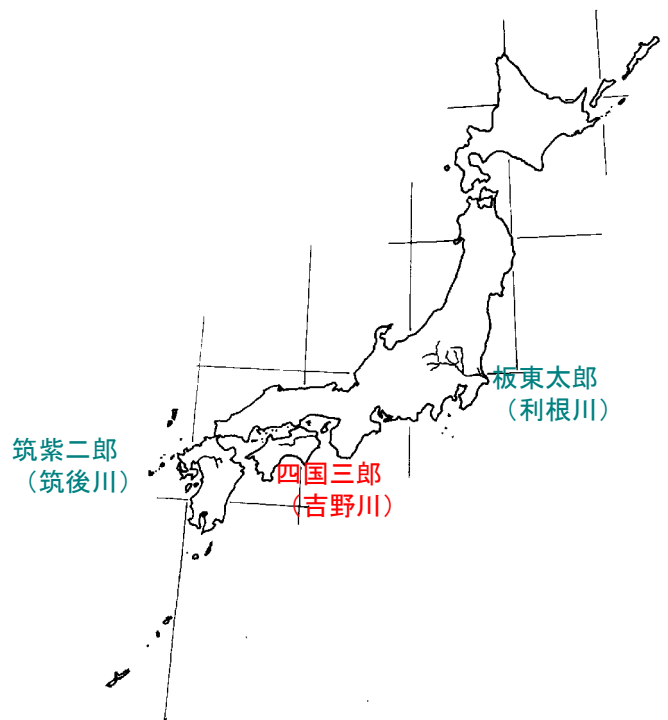 板東太郎
（利根川）
筑紫二郎
（筑後川）
四国三郎
（吉野川）